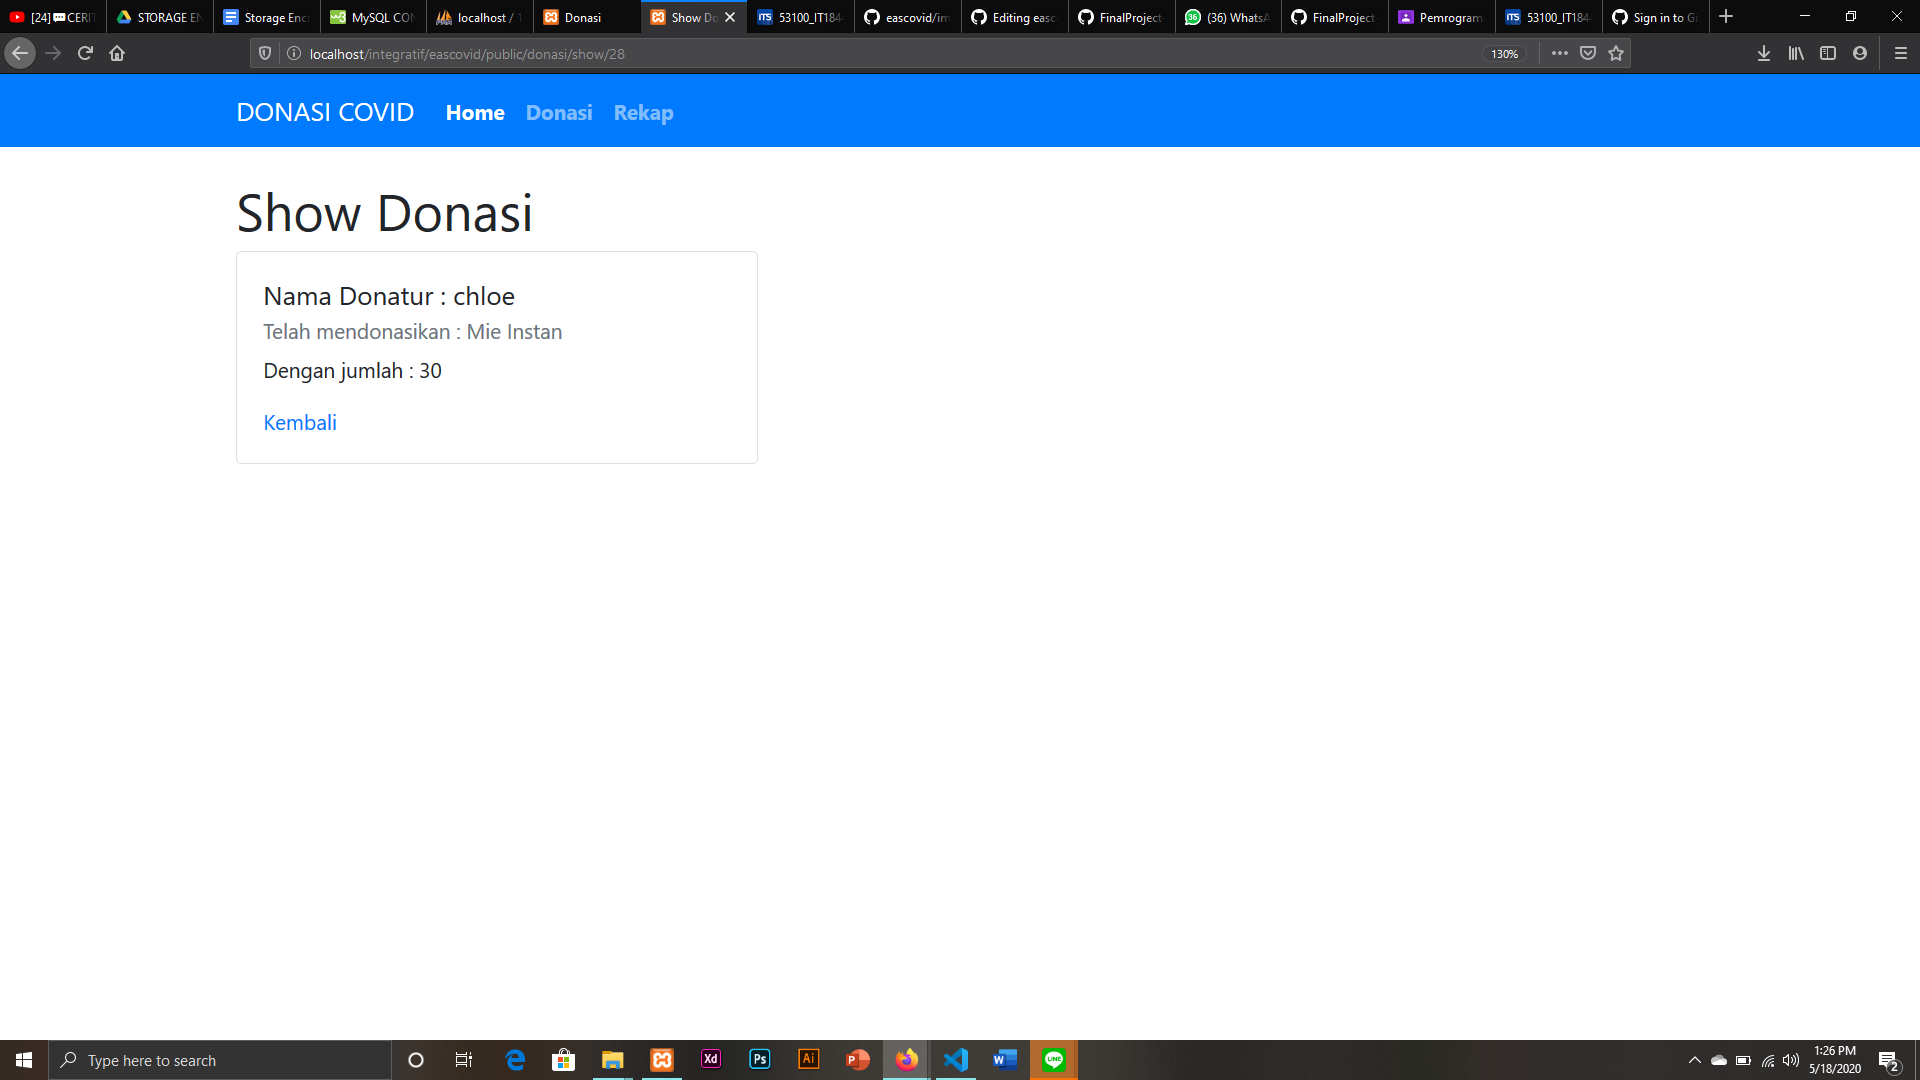 [24]💬CERIT
STORAGE EN
Storage Enc
MySQL CON
localhost / 1
Donasi
Show Do
53100_IT184
eascovid/im
Editing easc
FinalProject
(36) WhatsA
FinalProject
Pemrogram
53100_IT184
Sign in to Gi
localhost/integratif/eascovid/public/donasi/show/28
130%
DONASI COVID Home Donasi Rekap
Show Donasi
Nama Donatur : chloe
Telah mendonasikan : Mie Instan
Dengan jumlah : 30
Kembali
Type here to search
1:26 PM
5/18/2020
2